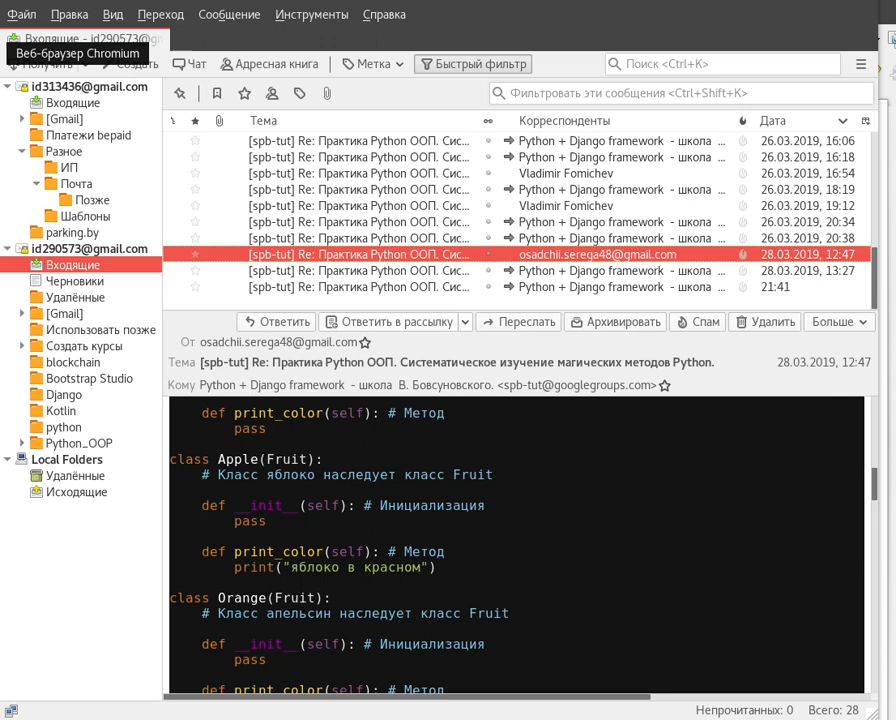 Файл Правка Вид Переход Сообщение Инструменты Справка
Входящие - id290573@gr
Веб-браузер Chromium
Получить Создать Чат Адресная книга Метка Быстрый фильтр Поиск <Ctrl+K>
Фильтровать эти сообщения <Ctrl+Shift+K>
Тема Корреспонденты Дата
[spb-tut] Re: Практика Python ООП. Сис... Python + Django framework - школа ... 26.03.2019, 16:06
[spb-tut] Re: Практика Python ООП. Сис... Python + Django framework - школа ... 26.03.2019, 16:18
[spb-tut] Re: Практика Python ООП. Сис... Vladimir Fomichev 26.03.2019, 16:54
[spb-tut] Re: Практика Python ООП. Сис... Python + Django framework - школа ... 26.03.2019, 18:19
[spb-tut] Re: Практика Python ООП. Сис... Vladimir Fomichev 26.03.2019, 19:12
[spb-tut] Re: Практика Python ООП. Сис... Python + Django framework - школа ... 26.03.2019, 20:34
[spb-tut] Re: Практика Python ООП. Сис... Python + Django framework - школа ... 26.03.2019, 20:38
[spb-tut] Re: Практика Python ООП. Сис... osadchii.serega48@gmail.com 28.03.2019, 12:47
[spb-tut] Re: Практика Python ООП. Сис... Python + Django framework - школа ... 28.03.2019, 13:27
[spb-tut] Re: Практика Python ООП. Сис... Python + Django framework - школа ... 21:41
id313436@gmail.com
Входящие
[Gmail]
Платежи bepaid
Разное
ИП
Почта
Позже
Шаблоны
parking.by
id290573@gmail.com
Входящие
Черновики
Удалённые
[Gmail]
Использовать позже
Создать курсы
blockchain
Bootstrap Studio
Django
Kotlin
python
Python_OOP
Local Folders
Удалённые
Исходящие
Ответить Ответить в рассылку Переслать Архивировать Спам Удалить Больше
От osadchii.serega48@gmail.com
Тема [spb-tut] Re: Практика Python ООП. Систематическое изучение магических методов Python. 28.03.2019, 12:47
Кому Python + Django framework - школа В. Бовсуновского. <spb-tut@googlegroups.com>
def print_color(self): # Метод
pass
class Apple(Fruit):
# Класс яблоко наследует класс Fruit
def __init__(self): # Инициализация
pass
def print_color(self): # Метод
print("яблоко в красном")
class Orange(Fruit):
# Класс апельсин наследует класс Fruit
def __init__(self): # Инициализация
pass
def print_color(self): # Метод
Непрочитанных: 0 Всего: 28